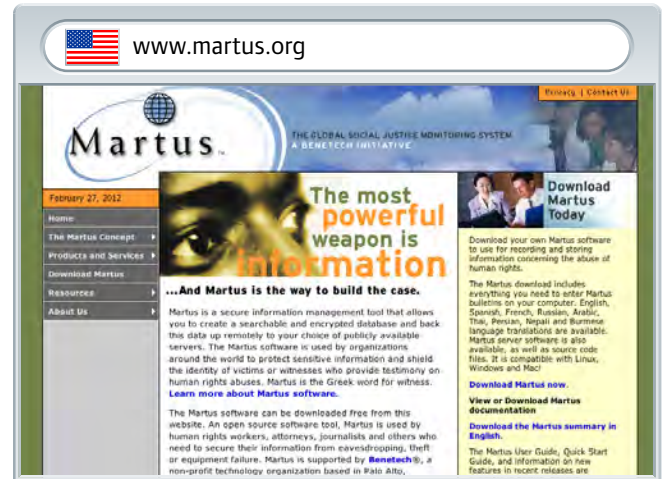 www.martus.org
Privacy | Contact Us
Martus™
THE GLOBAL SOCIAL JUSTICE MONITORING SYSTEM
A BENETECH INITIATIVE
February 27, 2012
Home
The Martus Concept
Products and Services
Download Martus
Resources
About Us
The most
powerful
weapon is
information
...And Martus is the way to build the case.
Martus is a secure information management tool that allows
you to create a searchable and encrypted database and back
this data up remotely to your choice of publicly available
servers. The Martus software is used by organizations
around the world to protect sensitive information and shield
the identity of victims or witnesses who provide testimony on
human rights abuses. Martus is the Greek word for witness.
Learn more about Martus software.
The Martus software can be downloaded free from this
website. An open source software tool, Martus is used by
human rights workers, attorneys, journalists and others who
need to secure their information from eavesdropping, theft
or equipment failure. Martus is supported by Benetech®, a
non-profit technology organization based in Palo Alto,
Download
Martus
Today
Download your own Martus software
to use for recording and storing
information concerning the abuse of
human rights.
The Martus download includes
everything you need to enter Martus
bulletins on your computer. English,
Spanish, French, Russian, Arabic,
Thai, Persian, Nepali and Burmese
language translations are available.
Martus server software is also
available, as well as source code
files. It is compatible with Linux,
Windows and Mac!
Download Martus now.
View or Download Martus
documentation
Download the Martus summary in
English.
The Martus User Guide, Quick Start
Guide, and information on new
features in recent releases are